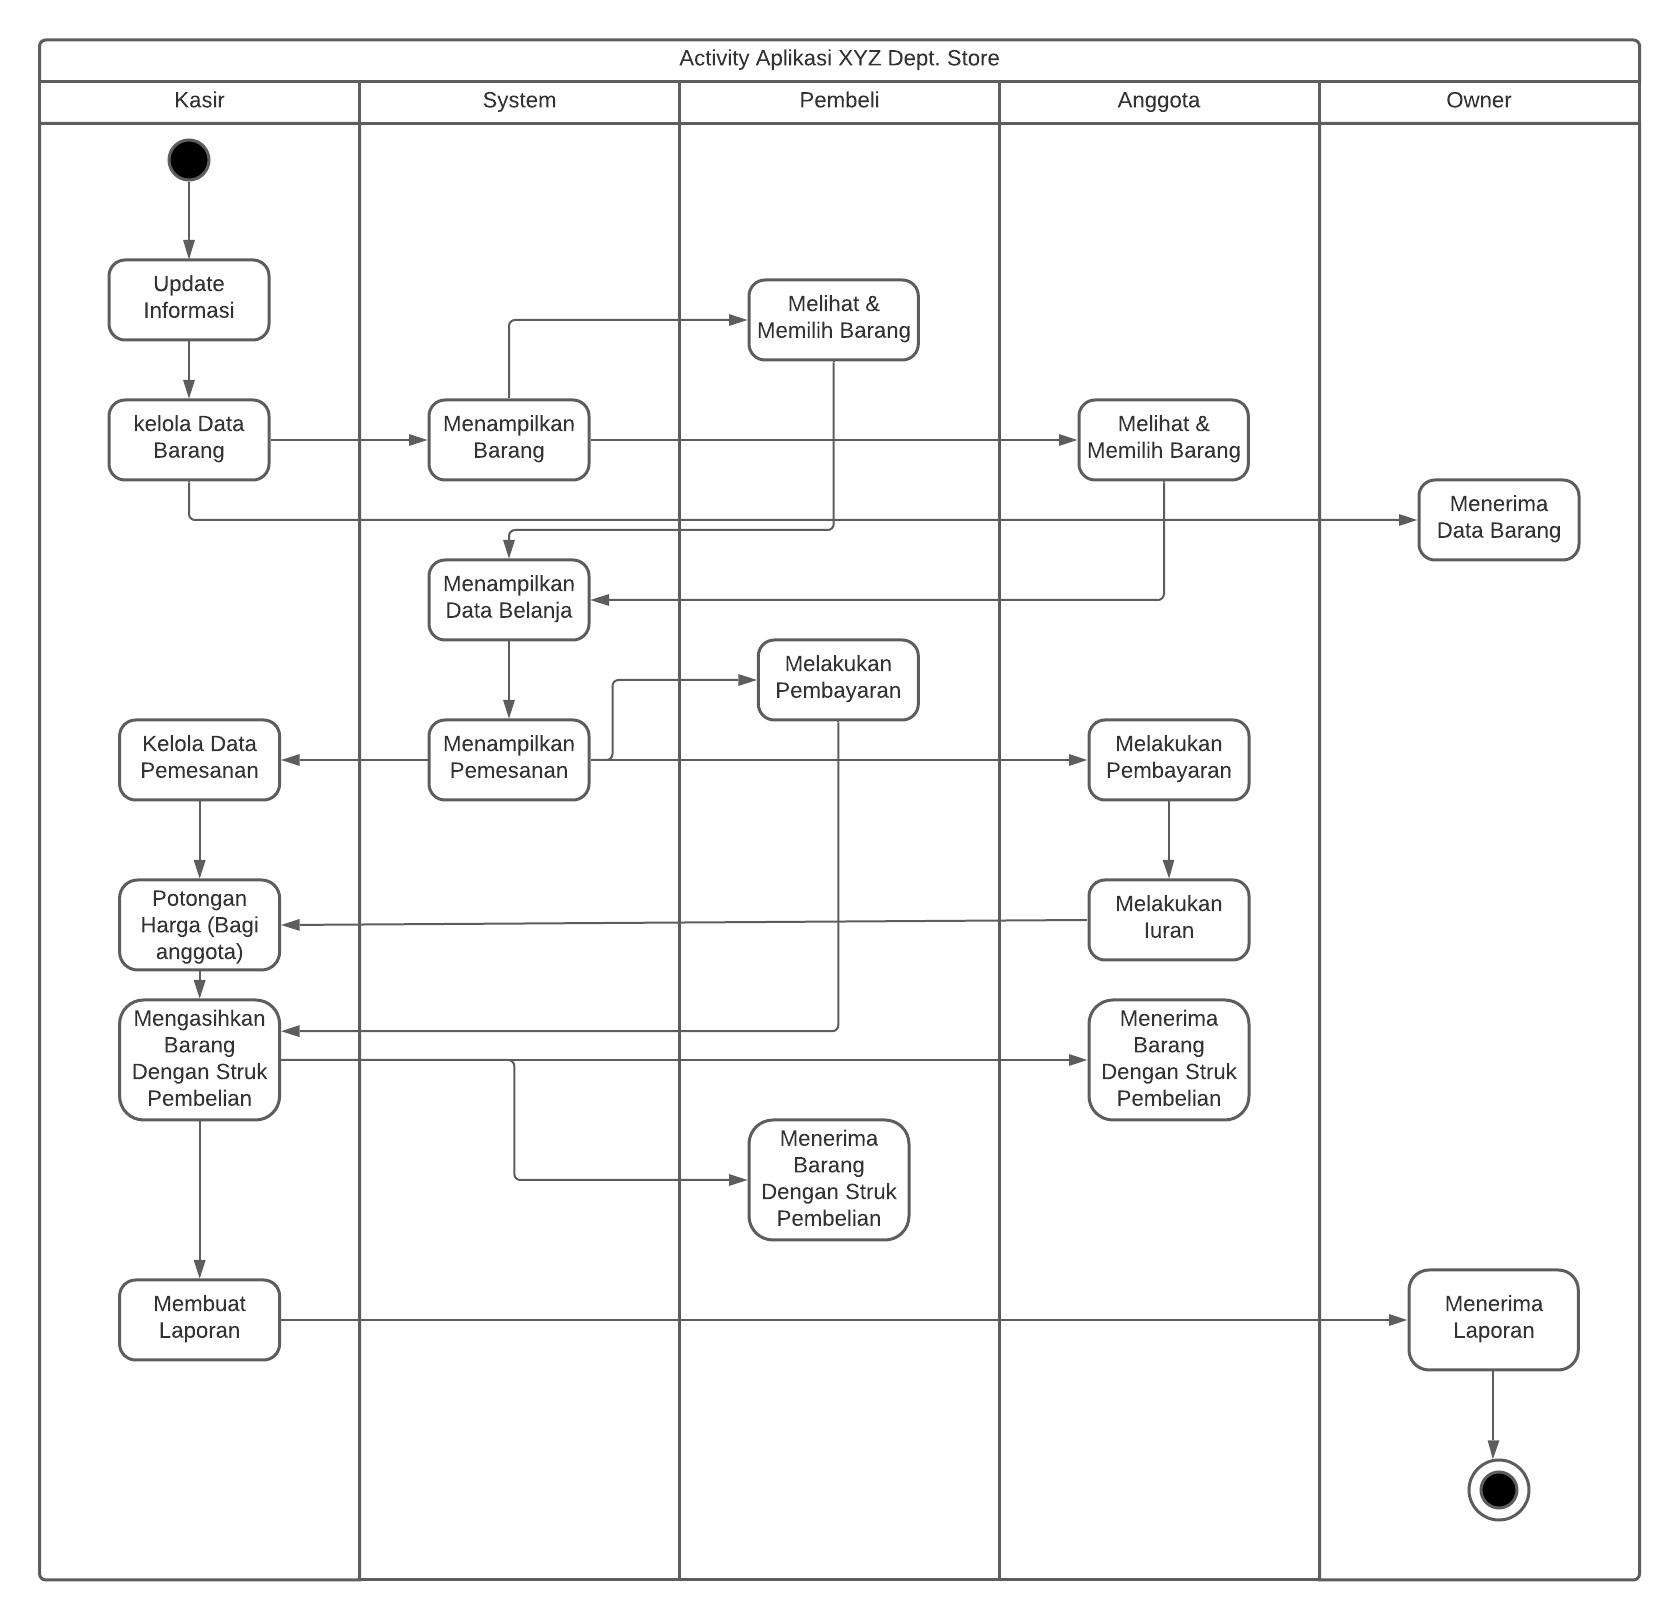 Activity Aplikasi XYZ Dept. Store
Kasir
System
Pembeli
Anggota
Owner
Update
Informasi
Melihat &
Memilih Barang
kelola Data
Barang
Menampilkan
Barang
Melihat &
Memilih Barang
Menerima
Data Barang
Menampilkan
Data Belanja
Melakukan
Pembayaran
Kelola Data
Pemesanan
Menampilkan
Pemesanan
Melakukan
Pembayaran
Potongan
Harga (Bagi
anggota)
Melakukan
Iuran
Mengasihkan
Barang
Dengan Struk
Pembelian
Menerima
Barang
Dengan Struk
Pembelian
Menerima
Barang
Dengan Struk
Pembelian
Membuat
Laporan
Menerima
Laporan